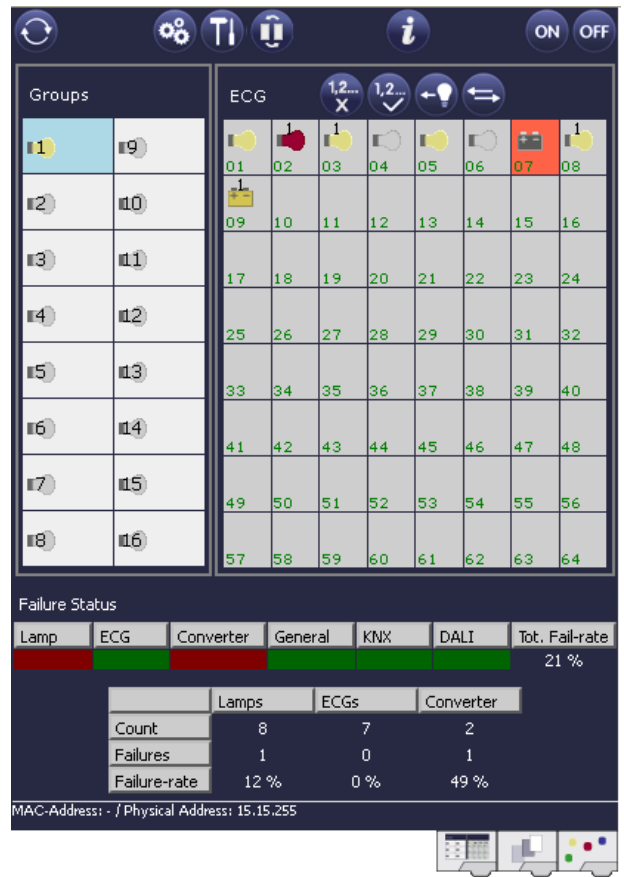 i ON OFF
Groups ECG 1,2... X 1,2...
1 9 1 1 1
01 02 03 04 05 06 07 08
2 10 1
09 10 11 12 13 14 15 16
3 11
17 18 19 20 21 22 23 24
4 12
25 26 27 28 29 30 31 32
5 13
33 34 35 36 37 38 39 40
6 14
41 42 43 44 45 46 47 48
7 15
49 50 51 52 53 54 55 56
8 16
57 58 59 60 61 62 63 64
Failure Status
Lamp ECG Converter General KNX DALI Tot. Fail-rate
21 %
Lamps ECGs Converter
Count 8 7 2
Failures 1 0 1
Failure-rate 12 % 0 % 49 %
MAC-Address: - / Physical Address: 15.15.255